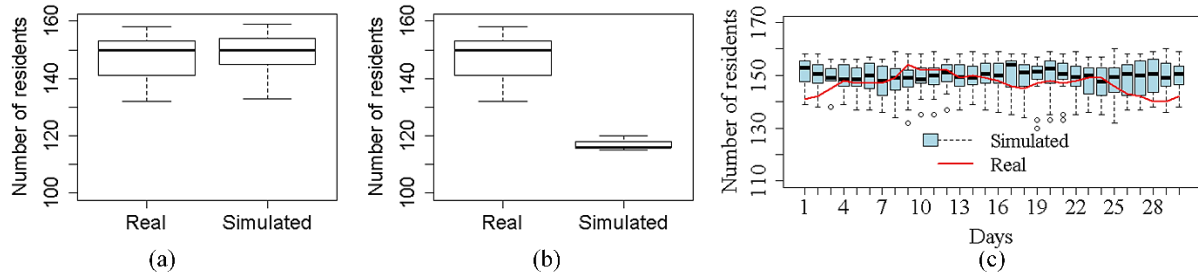 Number of residents
160
140
120
100
Real
Simulated
(a)
Number of residents
160
140
120
100
Real
Simulated
(b)
Number of residents
170
150
130
110
Simulated
Real
1 4 7 10 13 16 19 22 25 28
Days
(c)